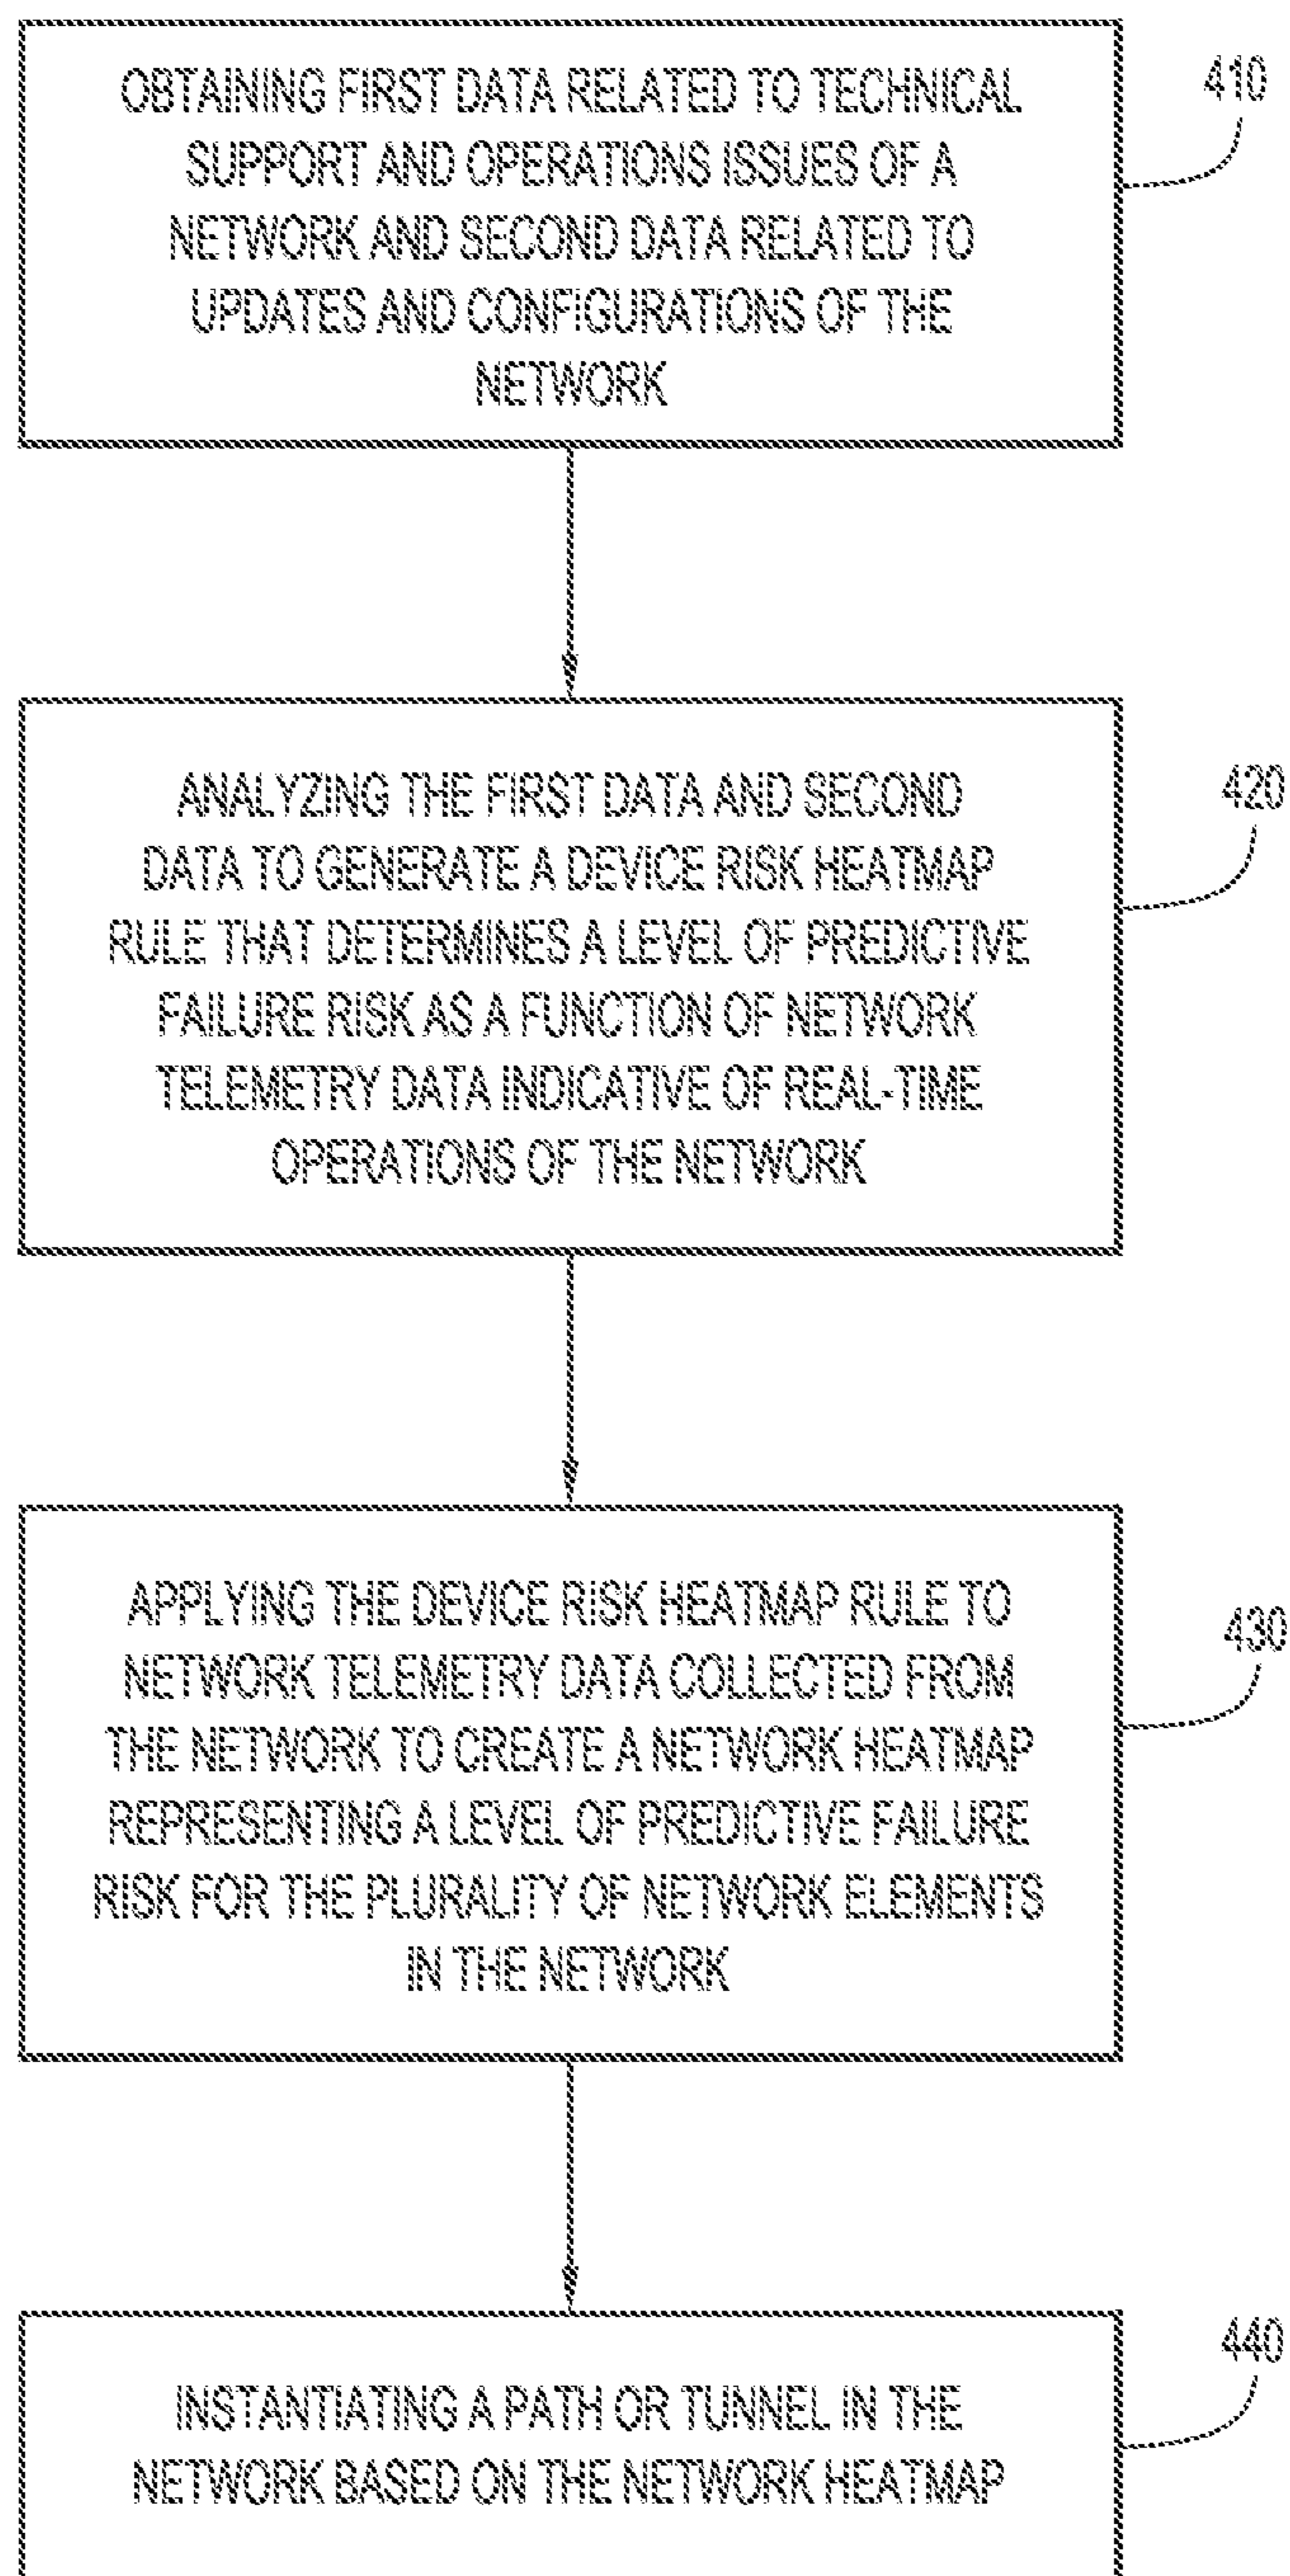 OBTAINING FIRST DATA RELATED TO TECHNICAL
SUPPORT AND OPERATIONS ISSUES OF A
NETWORK AND SECOND DATA RELATED TO
UPDATES AND CONFIGURATIONS OF THE
NETWORK
410
ANALYZING THE FIRST DATA AND SECOND
DATA TO GENERATE A DEVICE RISK HEATMAP
RULE THAT DETERMINES A LEVEL OF PREDICTIVE
FAILURE RISK AS A FUNCTION OF NETWORK
TELEMETRY DATA INDICATIVE OF REAL-TIME
OPERATIONS OF THE NETWORK
420
APPLYING THE DEVICE RISK HEATMAP RULE TO
NETWORK TELEMETRY DATA COLLECTED FROM
THE NETWORK TO CREATE A NETWORK HEATMAP
REPRESENTING A LEVEL OF PREDICTIVE FAILURE
RISK FOR THE PLURALITY OF NETWORK ELEMENTS
IN THE NETWORK
430
INSTANTIATING A PATH OR TUNNEL IN THE
NETWORK BASED ON THE NETWORK HEATMAP
440